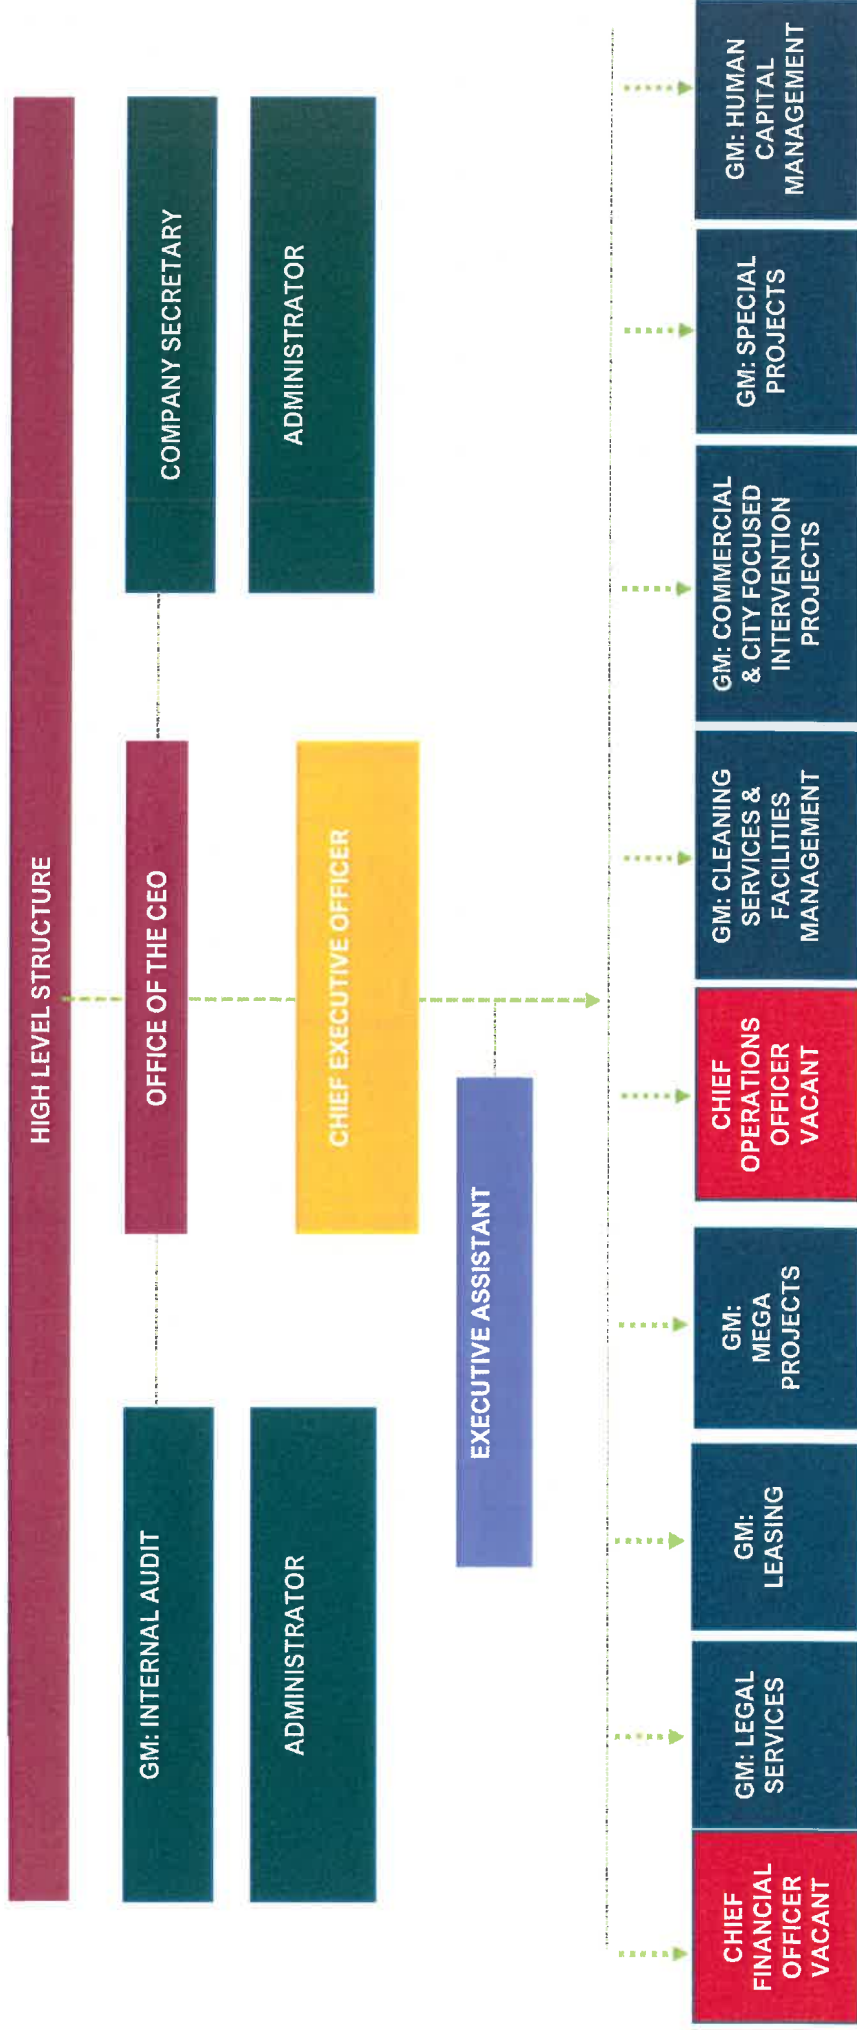 HIGH LEVEL STRUCTURE
GM: INTERNAL AUDIT
OFFICE OF THE CEO
COMPANY SECRETARY
ADMINISTRATOR
CHIEF EXECUTIVE OFFICER
ADMINISTRATOR
EXECUTIVE ASSISTANT
CHIEF
FINANCIAL
OFFICER
VACANT
GM: LEGAL
SERVICES
GM:
LEASING
GM:
MEGA
PROJECTS
CHIEF
OPERATIONS
OFFICER
VACANT
GM: CLEANING
SERVICES &
FACILITIES
MANAGEMENT
GM: COMMERCIAL
& CITY FOCUSED
INTERVENTION
PROJECTS
GM: SPECIAL
PROJECTS
GM: HUMAN
CAPITAL
MANAGEMENT